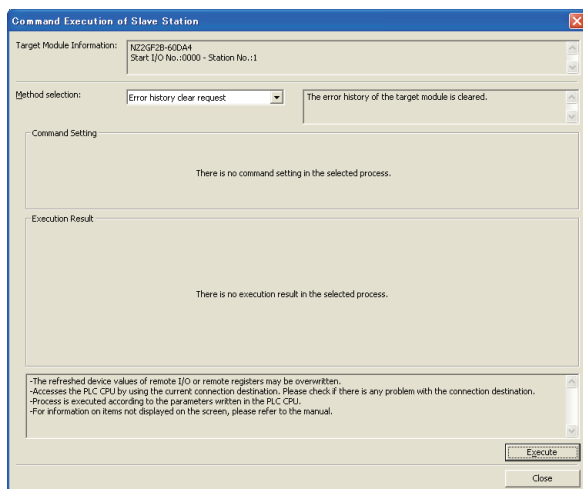 Command Execution of Slave Station
Target Module Information:
NZ2GF2B-60DA4
Start I/O No.:0000 - Station No.:1
Method selection:
Error history clear request
The error history of the target module is cleared.
Command Setting
There is no command setting in the selected process.
Execution Result
There is no execution result in the selected process.
-The refreshed device values of remote I/O or remote registers may be overwritten.
-Accesses the PLC CPU by using the current connection destination. Please check if there is any problem with the connection destination.
-Process is executed according to the parameters written in the PLC CPU.
-For information on items not displayed on the screen, please refer to the manual.
Execute
Close